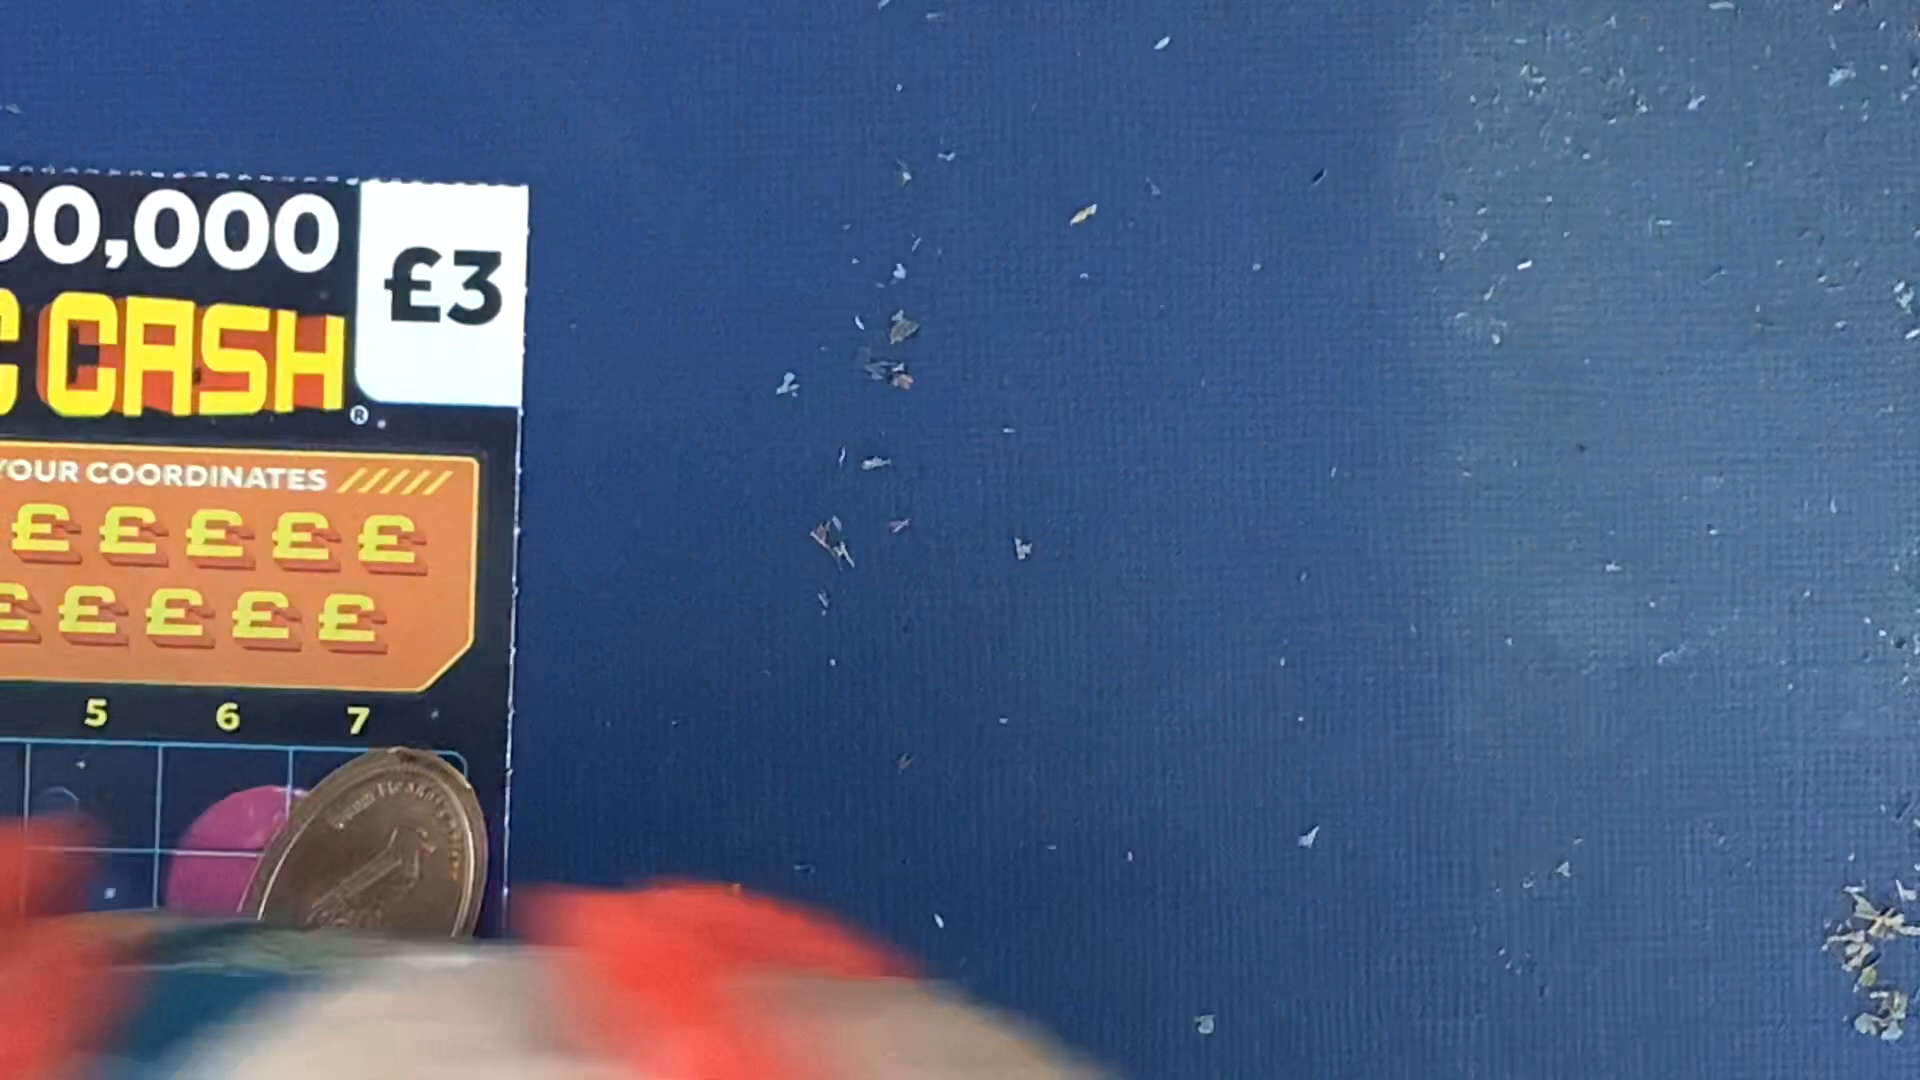 00,000
£3
C CASH®
YOUR COORDINATES
£ £ £ £ £
£ £ £ £ £
5 6 7